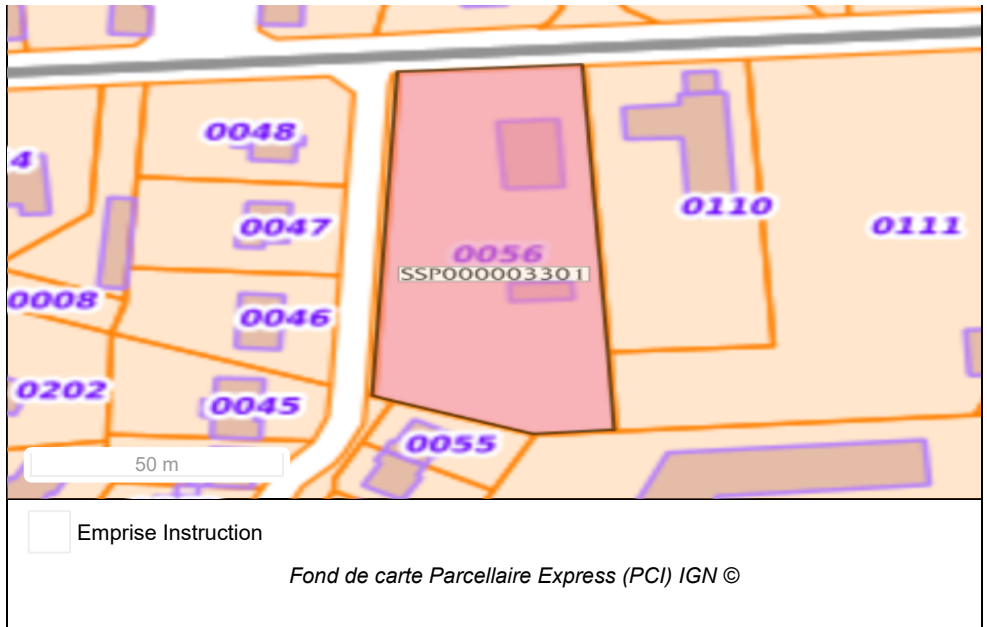 0048
4
0047
0110
0111
0056
SSP000003301
0008
0046
0202
0045
0055
50 m
Emprise Instruction
Fond de carte Parcellaire Express (PCI) IGN ©